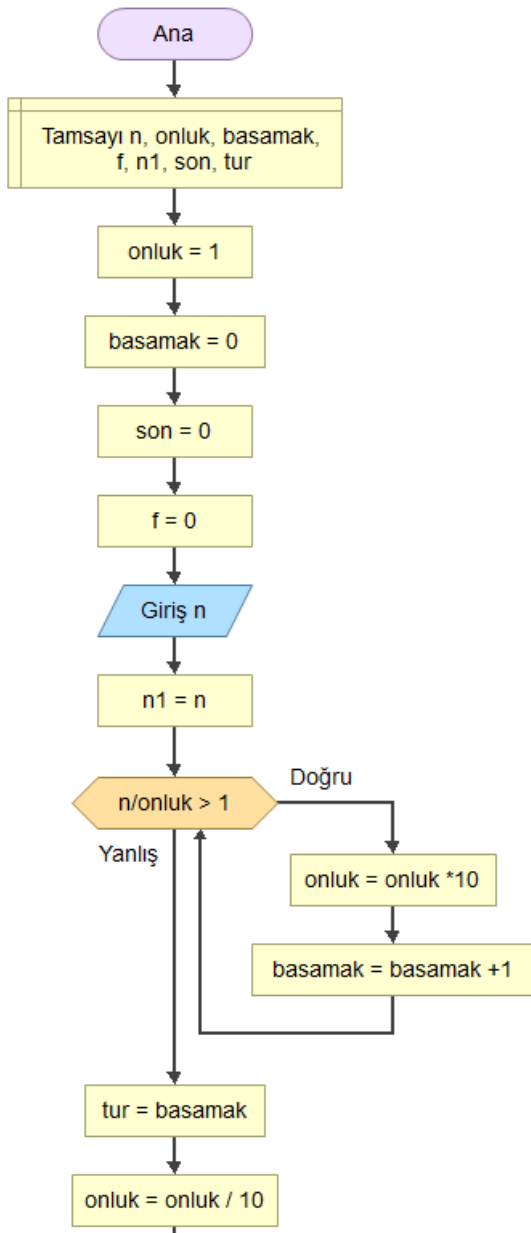 Ana
Tamsayı n, onluk, basamak,
f, n1, son, tur
onluk = 1
basamak = 0
son = 0
f = 0
Giriş n
n1 = n
n/onluk > 1
Doğru
Yanlış
onluk = onluk *10
basamak = basamak +1
tur = basamak
onluk = onluk / 10